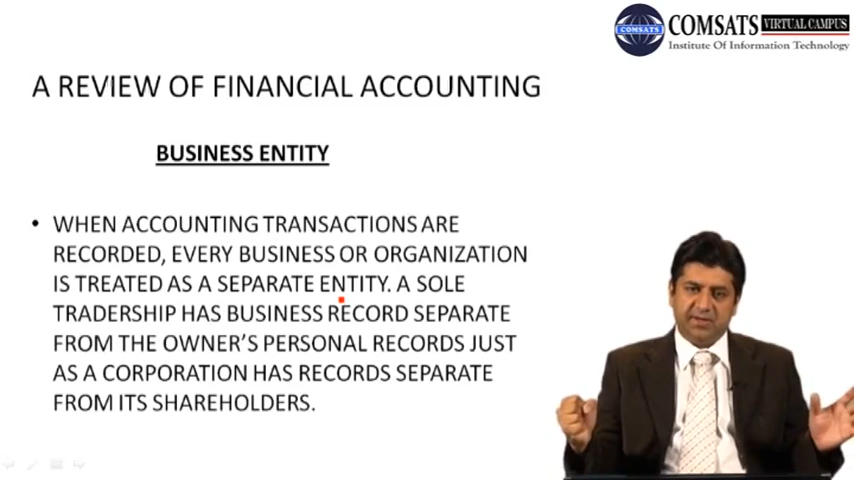 COMSATS VIRTUAL CAMPUS
COMSATS
Institute Of Information Technology
A REVIEW OF FINANCIAL ACCOUNTING
BUSINESS ENTITY
• WHEN ACCOUNTING TRANSACTIONS ARE
RECORDED, EVERY BUSINESS OR ORGANIZATION
IS TREATED AS A SEPARATE ENTITY. A SOLE
TRADERSHIP HAS BUSINESS RECORD SEPARATE
FROM THE OWNER'S PERSONAL RECORDS JUST
AS A CORPORATION HAS RECORDS SEPARATE
FROM ITS SHAREHOLDERS.